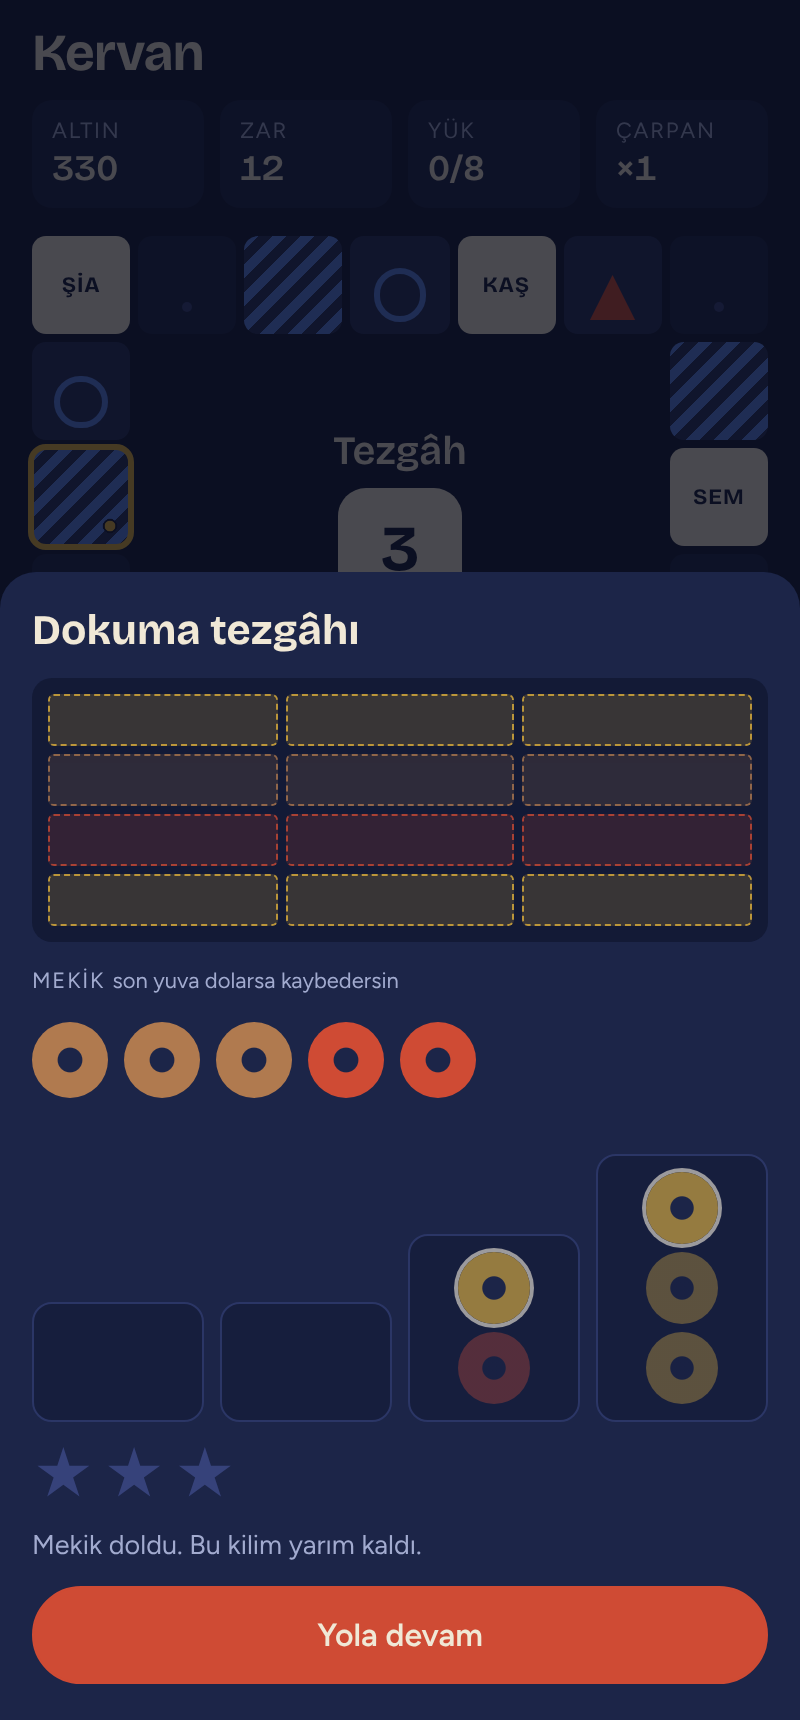 Kervan
ALTIN ZAR YÜK ÇARPAN
330 12 0/8 ×1
ŞİA KAŞ
Tezgâh
SEM
3
Dokuma tezgâhı
MEKİK son yuva dolarsa kaybedersin
Mekik doldu. Bu kilim yarım kaldı.
Yola devam